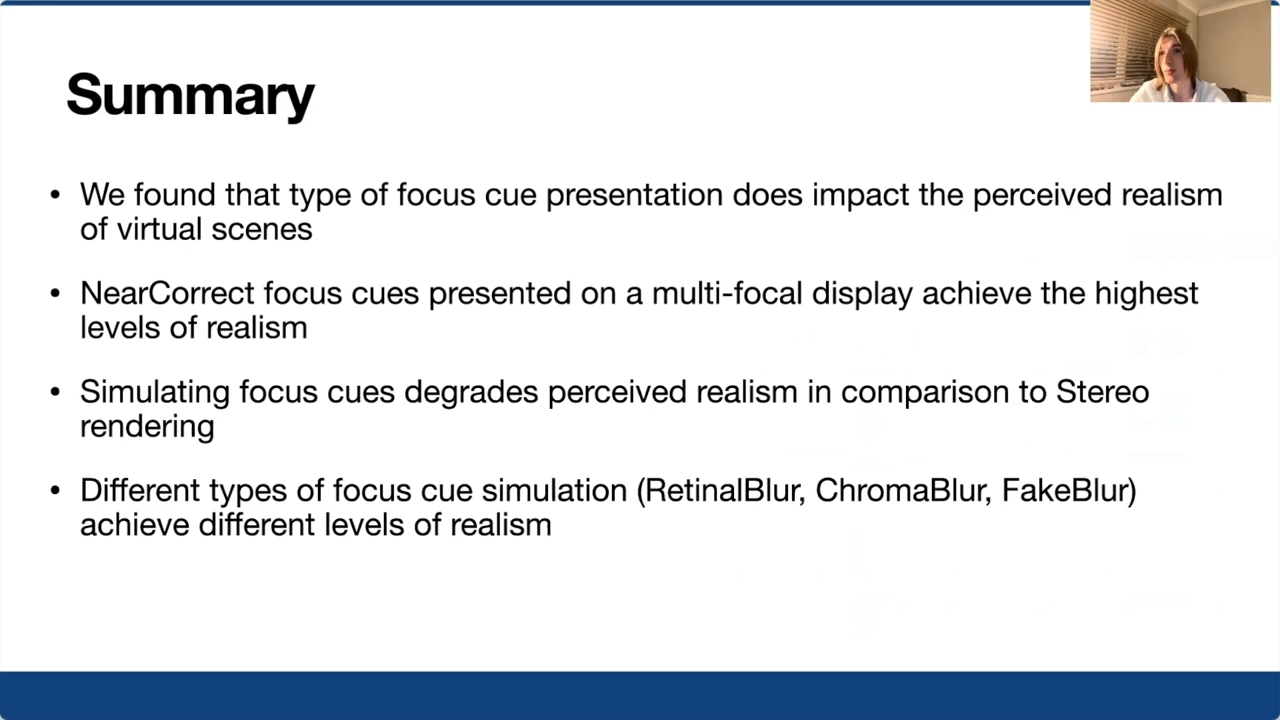 Summary
• We found that type of focus cue presentation does impact the perceived realism
of virtual scenes
• NearCorrect focus cues presented on a multi-focal display achieve the highest
levels of realism
• Simulating focus cues degrades perceived realism in comparison to Stereo
rendering
• Different types of focus cue simulation (RetinalBlur, ChromaBlur, FakeBlur)
achieve different levels of realism